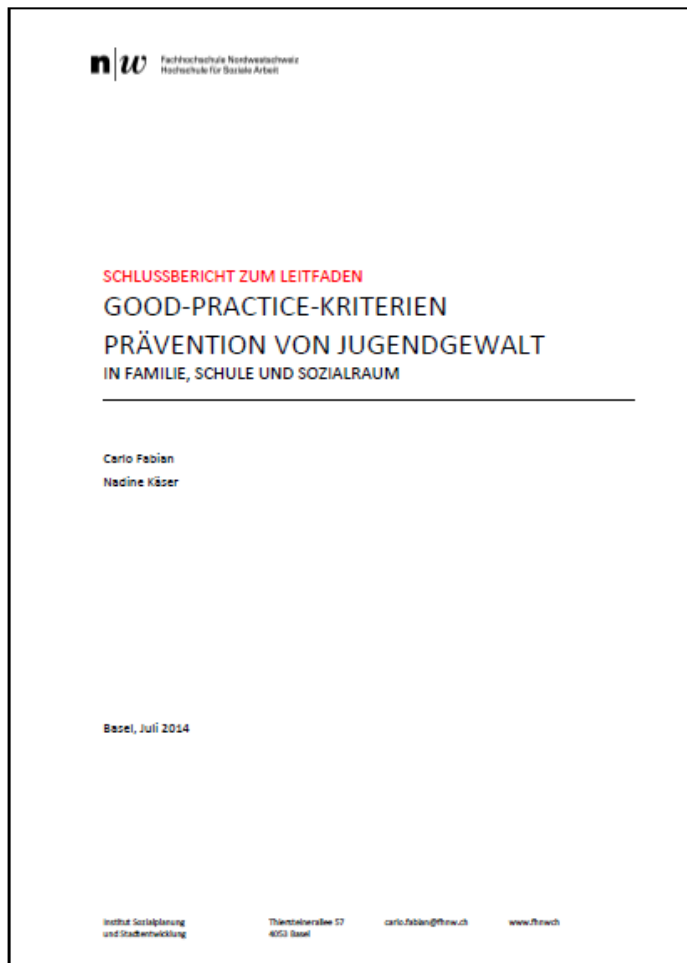 n|w Fachhochschule Nordwestschweiz
Hochschule für Soziale Arbeit
SCHLUSSBERICHT ZUM LEITFADEN
GOOD-PRACTICE-KRITERIEN
PRÄVENTION VON JUGENDGEWALT
IN FAMILIE, SCHULE UND SOZIALRAUM
Carlo Fabian
Nadine Käser
Basel, Juli 2014
Institut Sozialplanung
und Stadtentwicklung
Thiersteinerallee 57
4053 Basel
carlo.fabian@fhnw.ch
www.fhnw.ch